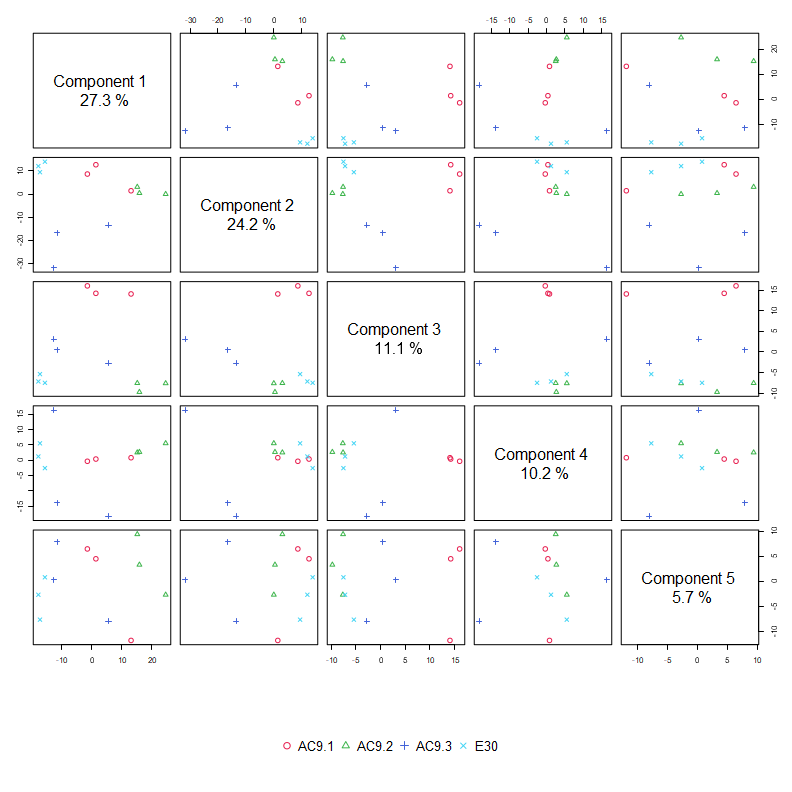 -30 -10 0 10 -15 -5 0 5 10
Component 1
27.3 %
-10 0 10 20
-30 -20 -10 0 10
Component 2
24.2 %
Component 3
11.1 %
-10 -5 0 5 10 15
-15 -5 0 5 10 15
Component 4
10.2 %
Component 5
5.7 %
-10 -5 0 5 10
-10 0 10 20 -10 -5 0 5 10 15 -10 -5 0 5 10
AC9.1 AC9.2 AC9.3 E30